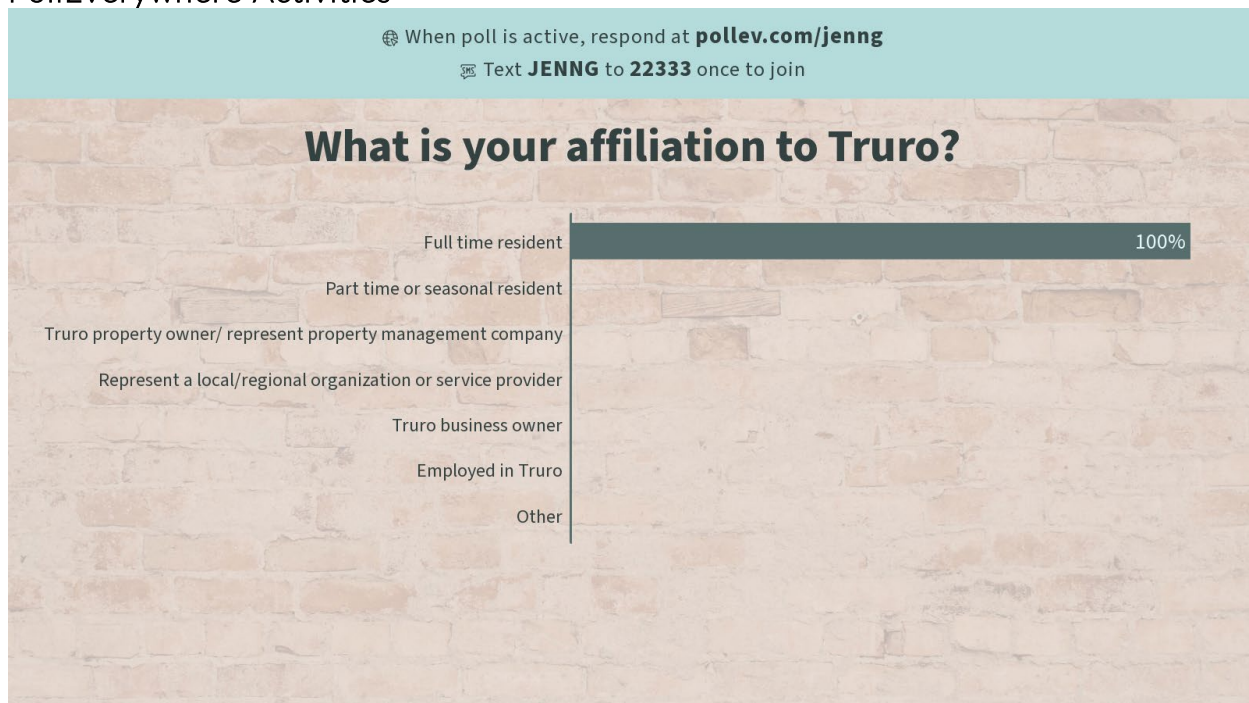 PollEverywhere Activities
When poll is active, respond at pollev.com/jenng
Text JENNG to 22333 once to join
What is your affiliation to Truro?
Full time resident
100%
Part time or seasonal resident
Truro property owner/ represent property management company
Represent a local/regional organization or service provider
Truro business owner
Employed in Truro
Other